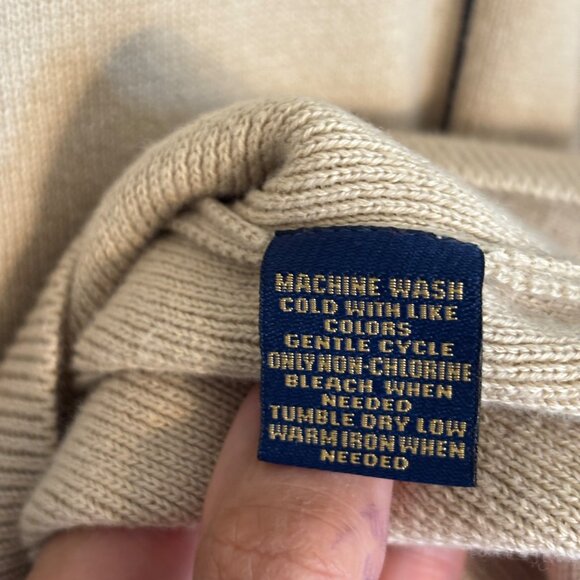 MACHINE WASH
COLD WITH LIKE
COLORS
GENTLE CYCLE
ONLY NON-CHLORINE
BLEACH WHEN
NEEDED
TUMBLE DRY LOW
WARM IRON WHEN
NEEDED